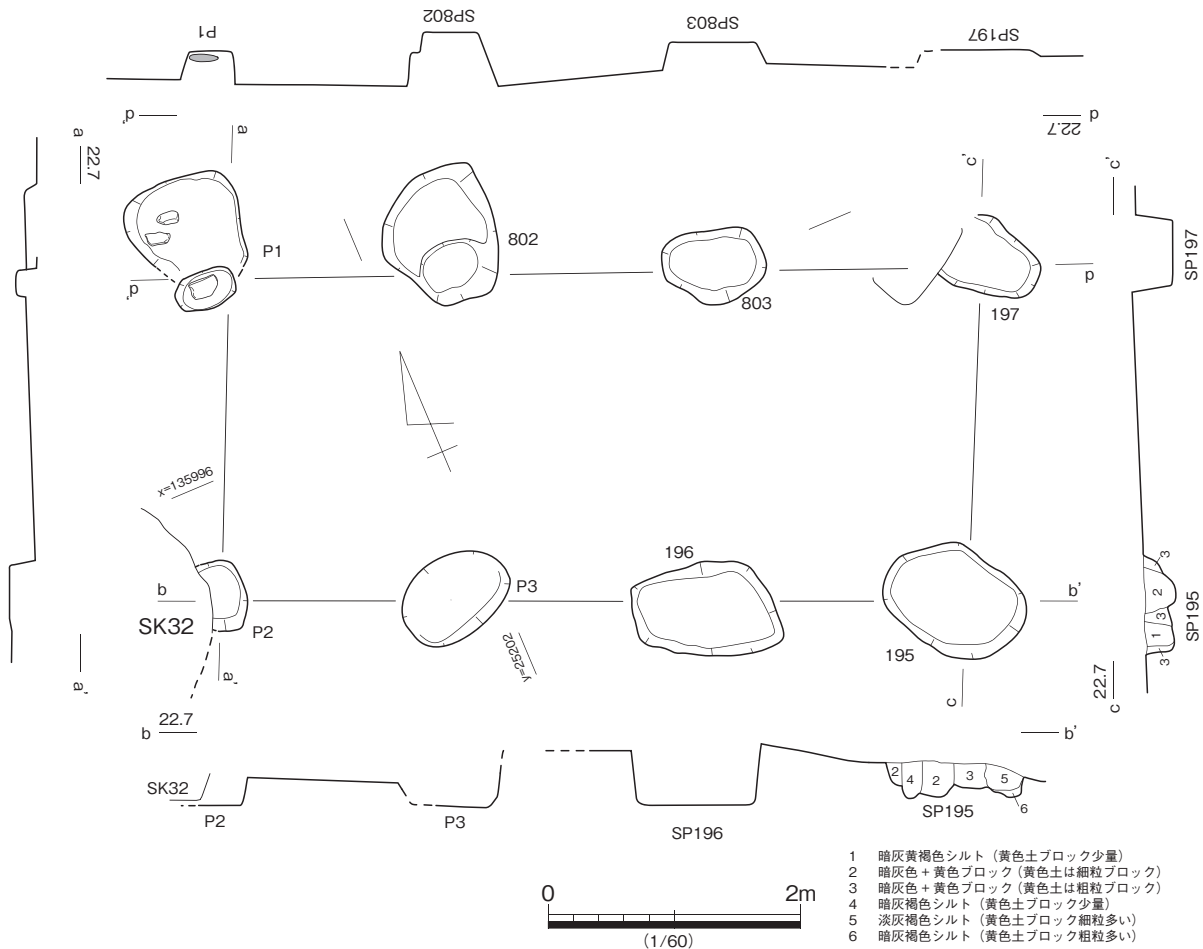 P1
SP802
SP803
SP197
d'
d
22.7
a
22.7
a
c'
c'
P1
802
803
197
SP197
d'
d
x=135996
b
SK32
P2
P3
196
195
b'
y=25202
a'
a'
c
3
2
3
1
3
SP195
22.7
c
b
22.7
b'
SK32
P2
P3
SP196
2
4
2
3
5
6
SP195
0
2m
(1/60)
1 暗灰黄褐色シルト(黄色土ブロック少量)
2 暗灰色+黄色ブロック(黄色土は細粒ブロック)
3 暗灰色+黄色ブロック(黄色土は粗粒ブロック)
4 暗灰褐色シルト(黄色土ブロック少量)
5 淡灰褐色シルト(黄色土ブロック細粒多い)
6 暗灰褐色シルト(黄色土ブロック粗粒多い)